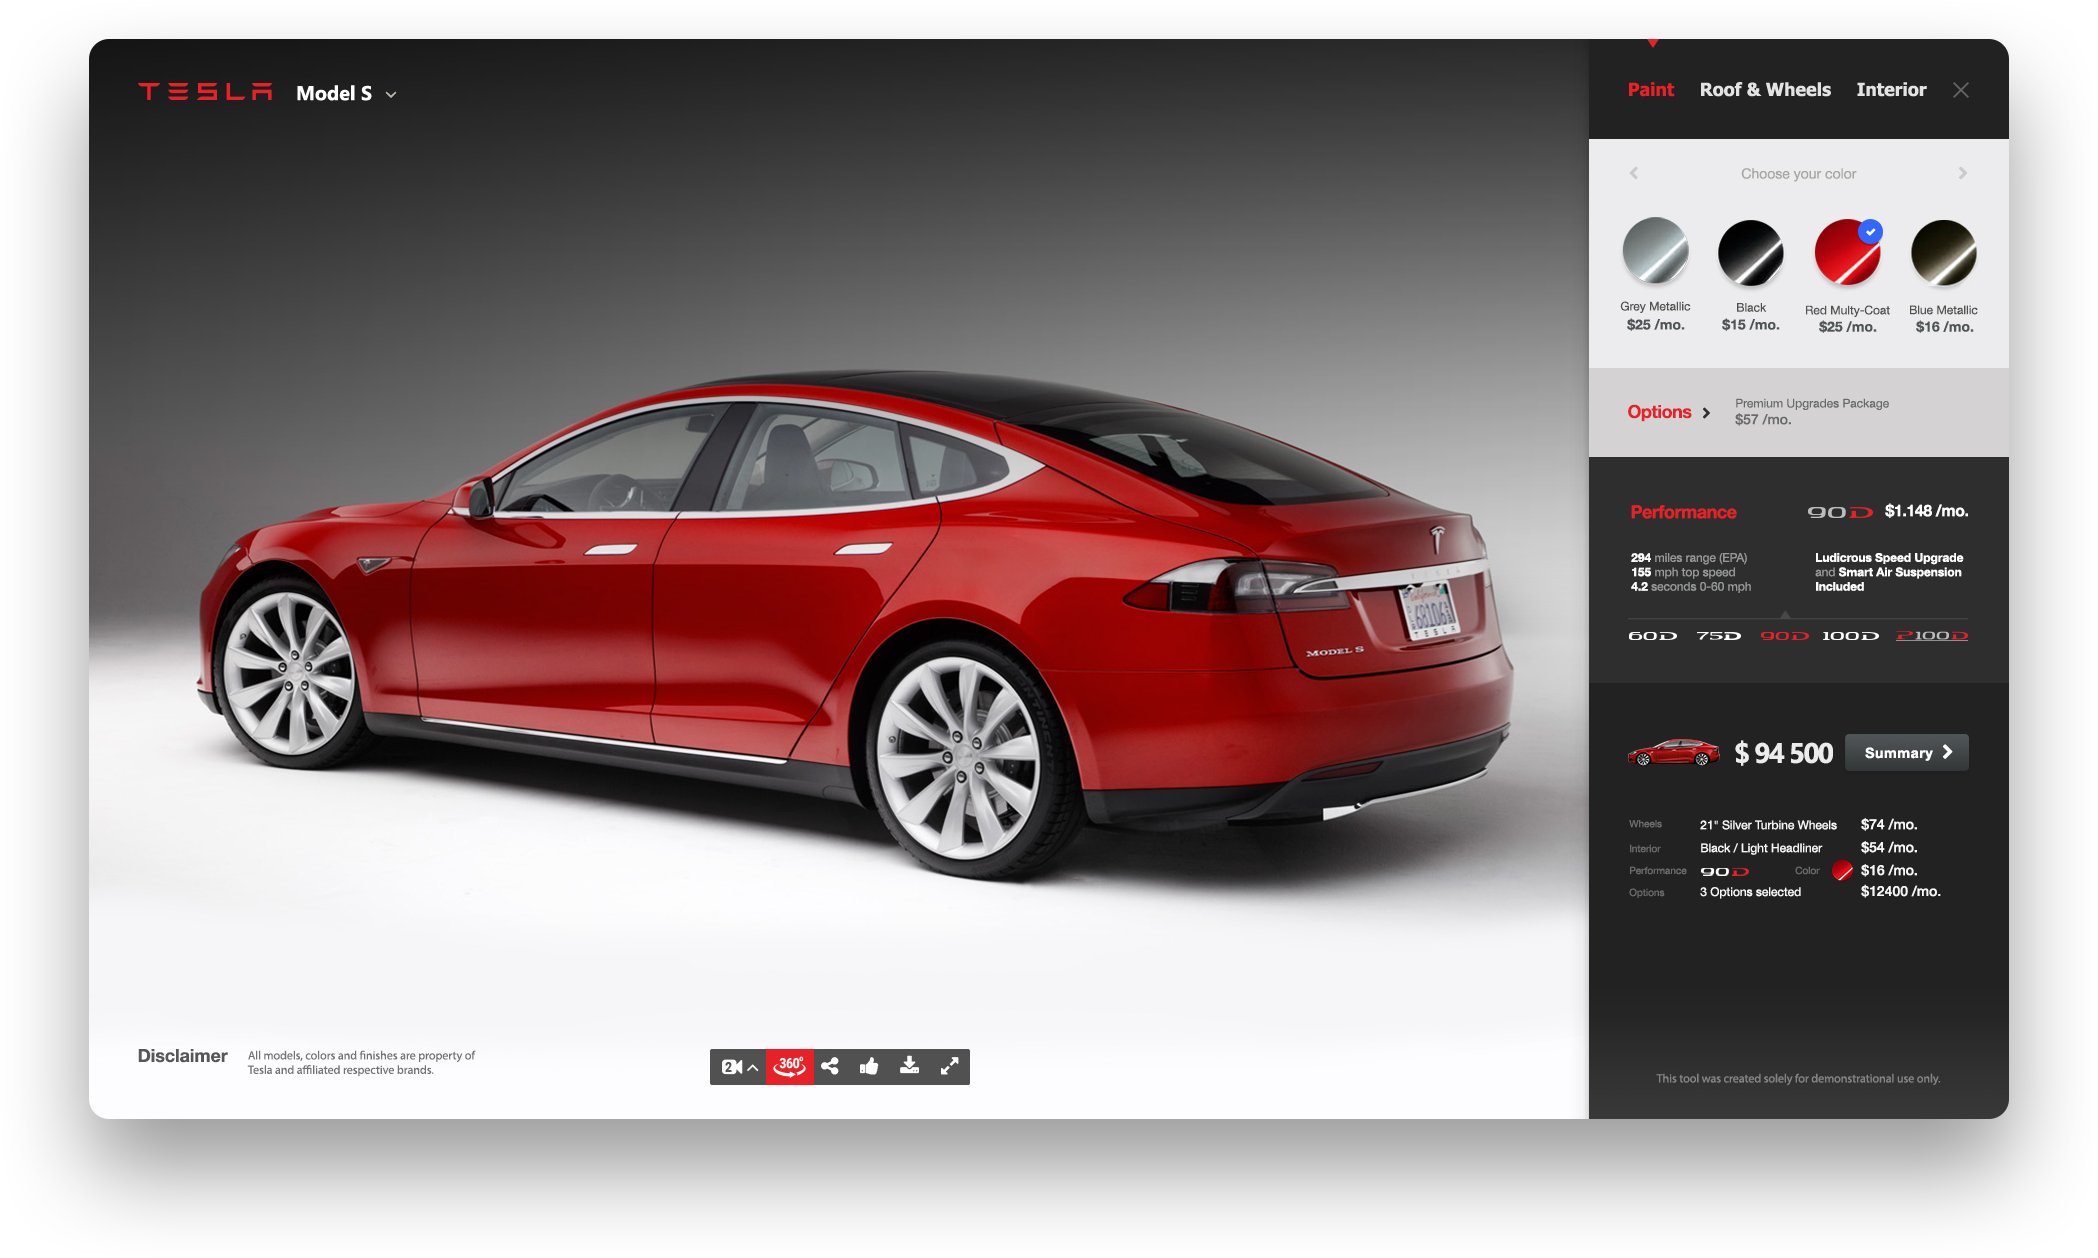 TESLA Model S
Paint Roof & Wheels Interior
Choose your color
Grey Metallic
$25 /mo.
Black
$15 /mo.
Red Multy-Coat
$25 /mo.
Blue Metallic
$16 /mo.
Options
Premium Upgrades Package
$57 /mo.
Performance 90D $1.148 /mo.
294 miles range (EPA)
155 mph top speed
4.2 seconds 0-60 mph
Ludicrous Speed Upgrade
and Smart Air Suspension
Included
60D 75D 90D 100D P100D
$ 94 500 Summary
Wheels 21" Silver Turbine Wheels $74 /mo.
Interior Black / Light Headliner $54 /mo.
Performance 90D Color $16 /mo.
Options 3 Options selected $12400 /mo.
This tool was created solely for demonstrational use only.
California
68106
TESLA
MODEL S
Disclaimer
All models, colors and finishes are property of
Tesla and affiliated respective brands.
2 360°